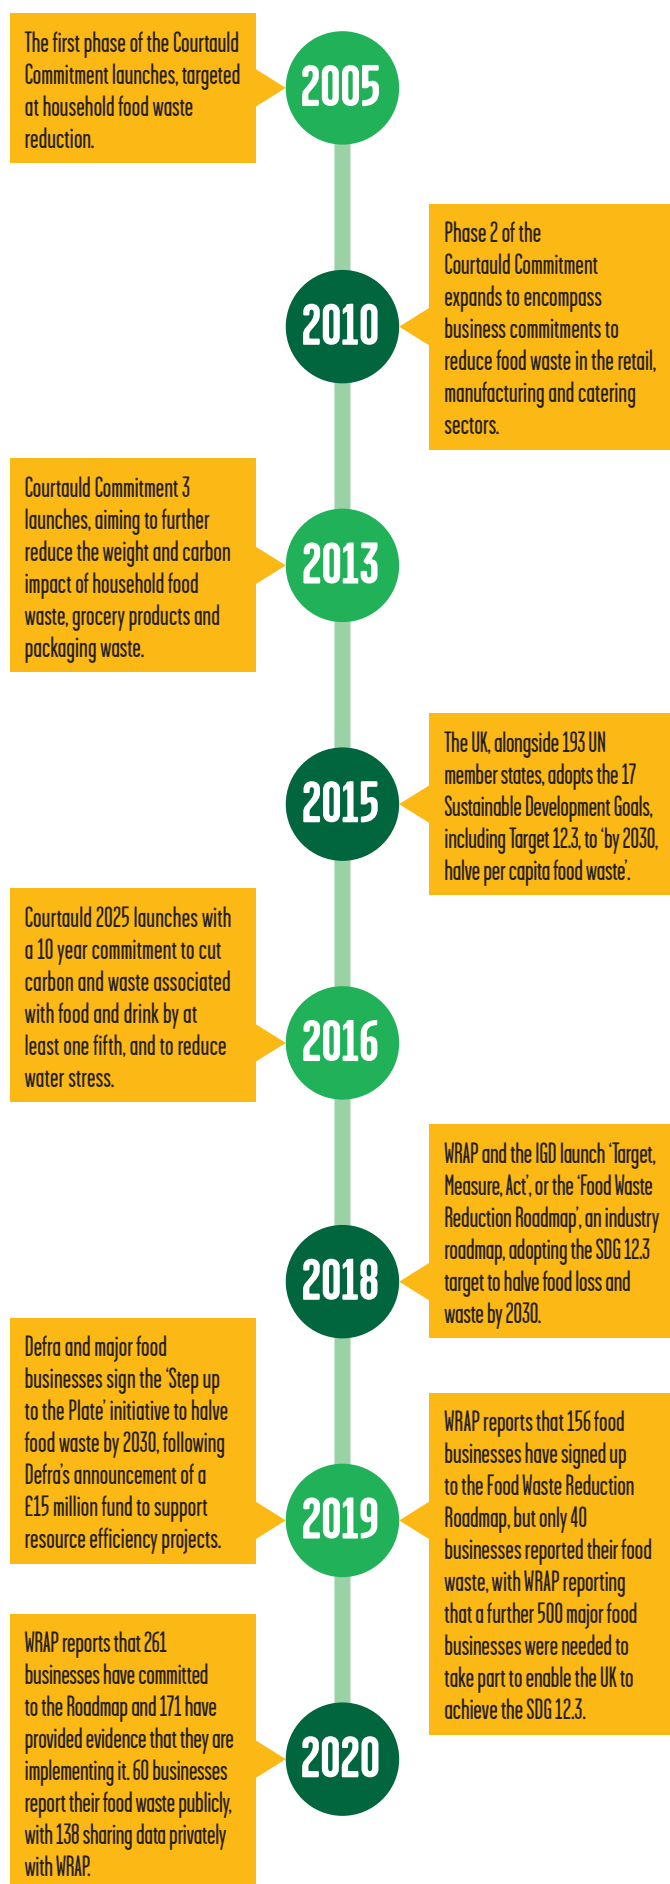 The first phase of the Courtauld
Commitment launches, targeted
at household food waste
reduction.
2005
Phase 2 of the
Courtauld Commitment
expands to encompass
business commitments to
reduce food waste in the retail,
manufacturing and catering
sectors.
2010
Courtauld Commitment 3
launches, aiming to further
reduce the weight and carbon
impact of household food
waste, grocery products and
packaging waste.
2013
The UK, alongside 193 UN
member states, adopts the 17
Sustainable Development Goals,
including Target 12.3, to ‘by 2030,
halve per capita food waste’.
2015
Courtauld 2025 launches with
a 10 year commitment to cut
carbon and waste associated
with food and drink by at
least one fifth, and to reduce
water stress.
2016
WRAP and the IGD launch ‘Target,
Measure, Act’, or the ‘Food Waste
Reduction Roadmap’, an industry
roadmap, adopting the SDG 12.3
target to halve food loss and
waste by 2030.
2018
Defra and major food
businesses sign the ‘Step up
to the Plate’ initiative to halve
food waste by 2030, following
Defra’s announcement of a
£15 million fund to support
resource efficiency projects.
2019
WRAP reports that 156 food
businesses have signed up
to the Food Waste Reduction
Roadmap, but only 40
businesses reported their food
waste, with WRAP reporting
that a further 500 major food
businesses were needed to
take part to enable the UK to
achieve the SDG 12.3.
WRAP reports that 261
businesses have committed
to the Roadmap and 171 have
provided evidence that they are
implementing it. 60 businesses
report their food waste publicly,
with 138 sharing data privately
with WRAP.
2020